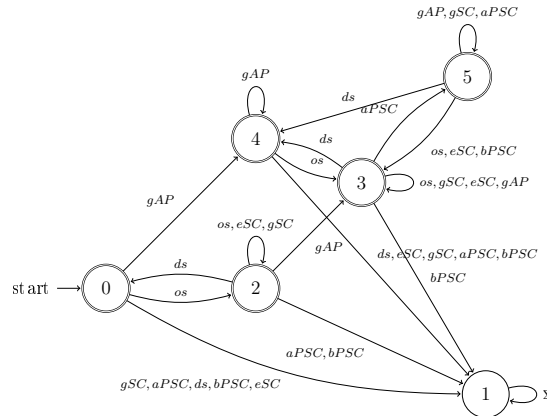 gAP, gSC, aPSC
5
gAP
ds
aPSC
4
ds
os
os, eSC, bPSC
3
os, gSC, eSC, gAP
gAP
os, eSC, gSC
gAP
ds, eSC, gSC, aPSC, bPSC
bPSC
ds
start
0
2
os
aPSC, bPSC
gSC, aPSC, ds, bPSC, eSC
1